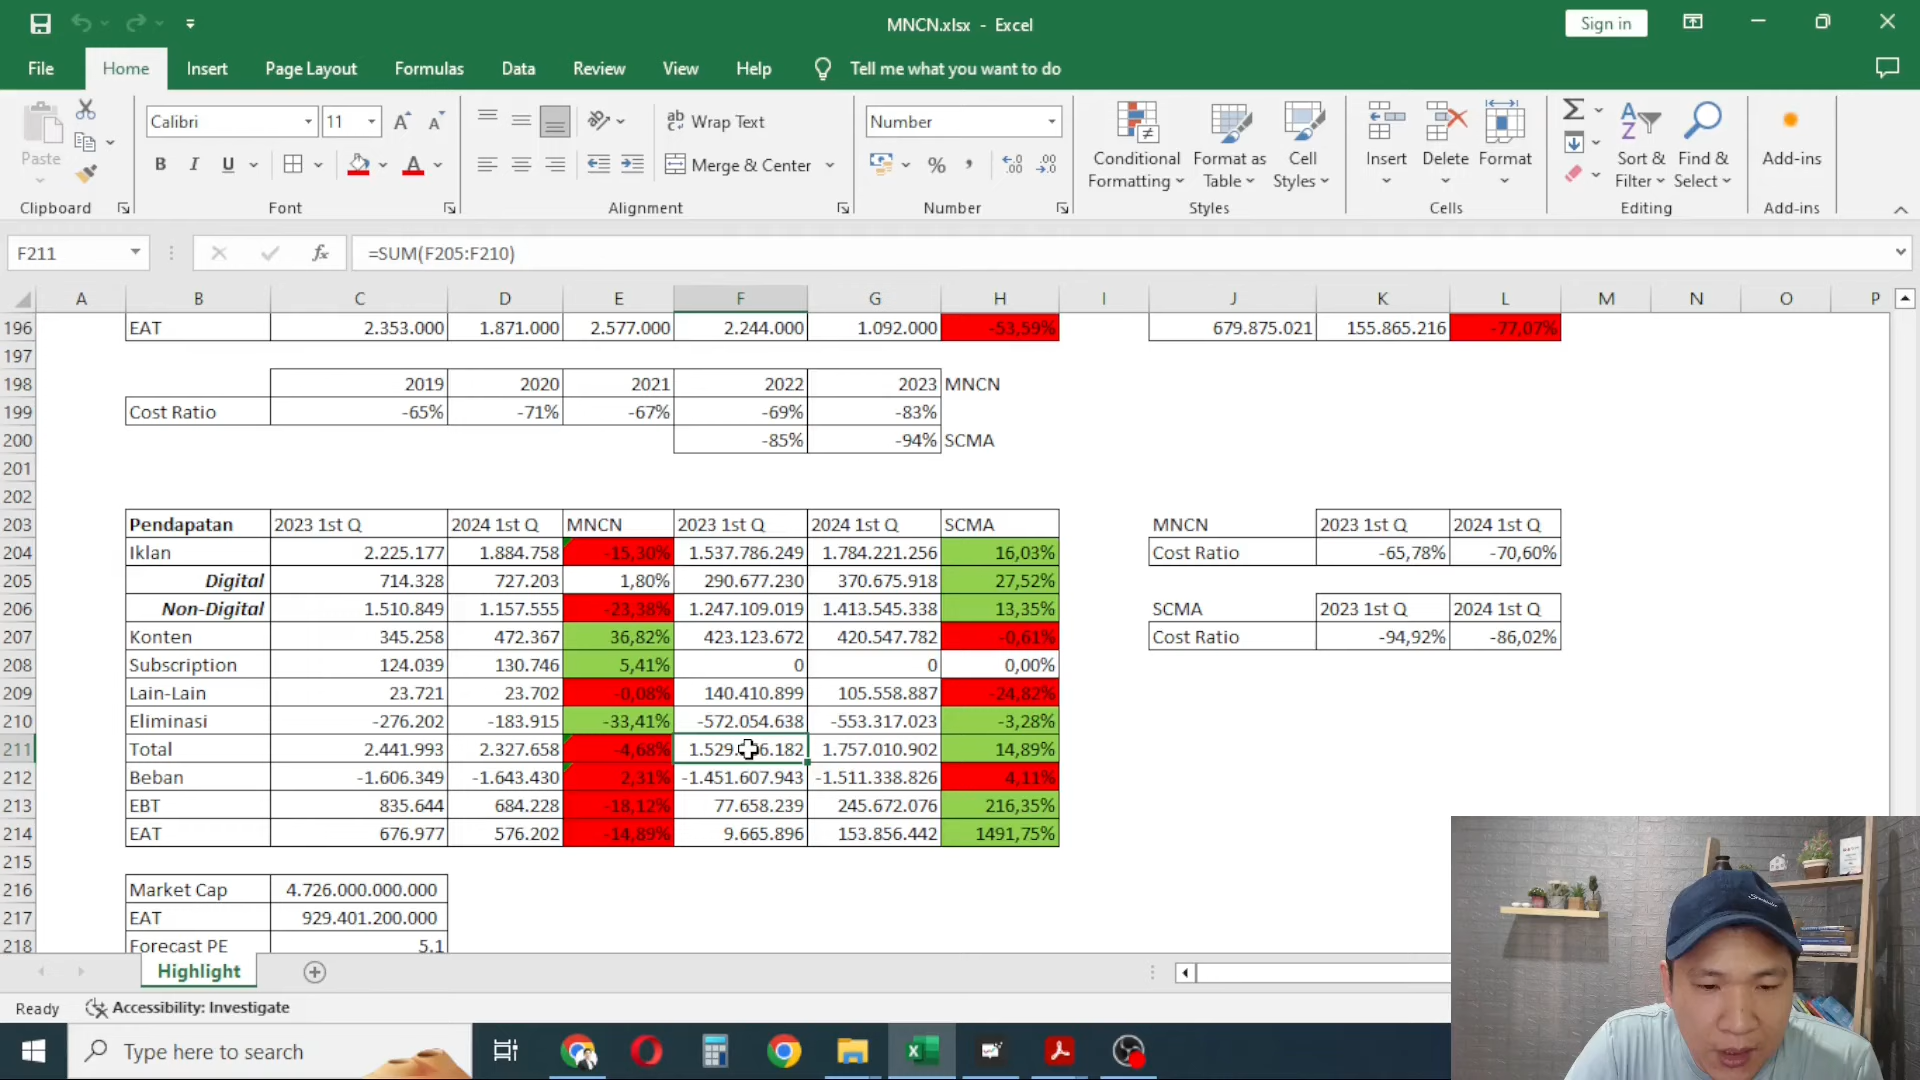 MNCN.xlsx - Excel
Sign in
File Home Insert Page Layout Formulas Data Review View Help Tell me what you want to do
Paste
Calibri 11
B I U
Wrap Text
Merge & Center
Number
%
Conditional Formatting
Format as Table
Cell Styles
Insert
Delete
Format
Sort & Filter
Find & Select
Add-ins
Clipboard Font Alignment Number Styles Cells Editing Add-ins
F211 fx =SUM(F205:F210)
A B C D E F G H I J K L M N O P
196 EAT 2.353.000 1.871.000 2.577.000 2.244.000 1.092.000 -53,59% 679.875.021 155.865.216 -77,07%
197
198 2019 2020 2021 2022 2023 MNCN
199 Cost Ratio -65% -71% -67% -69% -83%
200 -85% -94% SCMA
201
202
203 Pendapatan 2023 1st Q 2024 1st Q MNCN 2023 1st Q 2024 1st Q SCMA MNCN 2023 1st Q 2024 1st Q
204 Iklan 2.225.177 1.884.758 -15,30% 1.537.786.249 1.784.221.256 16,03% Cost Ratio -65,78% -70,60%
205 Digital 714.328 727.203 1,80% 290.677.230 370.675.918 27,52%
206 Non-Digital 1.510.849 1.157.555 -23,38% 1.247.109.019 1.413.545.338 13,35% SCMA 2023 1st Q 2024 1st Q
207 Konten 345.258 472.367 36,82% 423.123.672 420.547.782 -0,61% Cost Ratio -94,92% -86,02%
208 Subscription 124.039 130.746 5,41% 0 0 0,00%
209 Lain-Lain 23.721 23.702 -0,08% 140.410.899 105.558.887 -24,82%
210 Eliminasi -276.202 -183.915 -33,41% -572.054.638 -553.317.023 -3,28%
211 Total 2.441.993 2.327.658 -4,68% 1.757.010.902 14,89%
212 Beban -1.606.349 -1.643.430 2,31% -1.451.607.943 -1.511.338.826 4,11%
213 EBT 835.644 684.228 -18,12% 77.658.239 245.672.076 216,35%
214 EAT 676.977 576.202 -14,89% 9.665.896 153.856.442 1491,75%
215
216 Market Cap 4.726.000.000.000
217 EAT 929.401.200.000
218 Forecast PE 5,1
Highlight
Ready Accessibility: Investigate
Type here to search